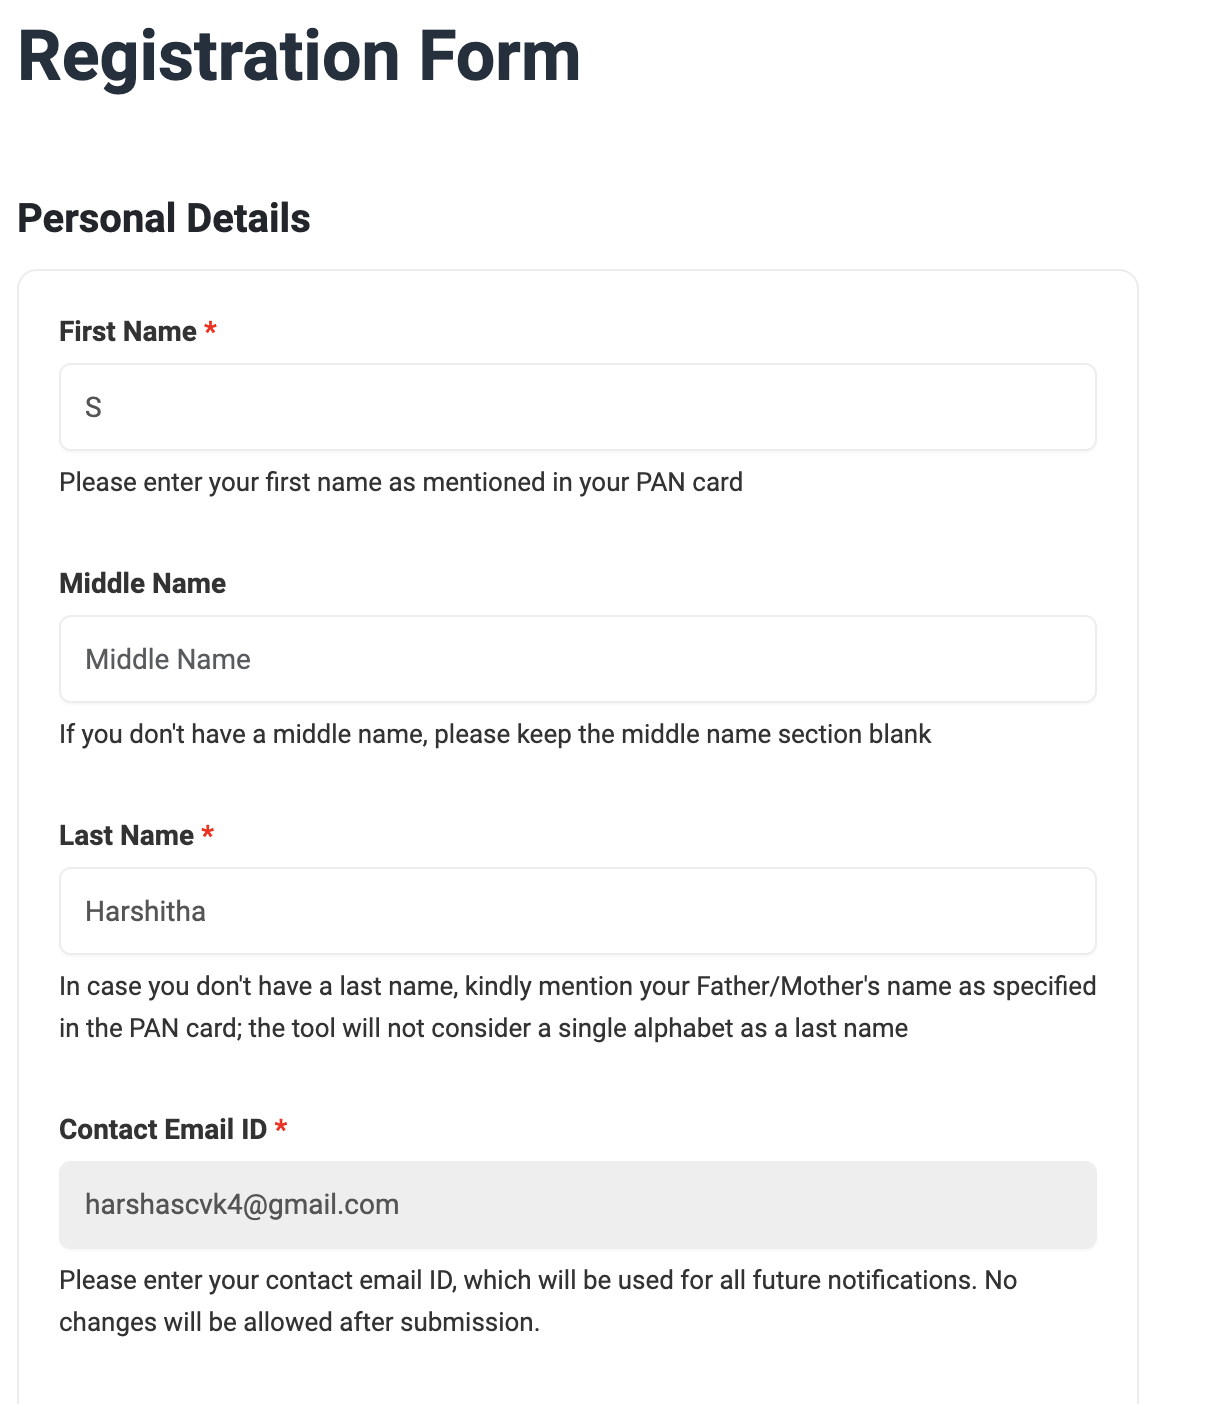 Registration Form
Personal Details
First Name *
S
Please enter your first name as mentioned in your PAN card
Middle Name
Middle Name
If you don't have a middle name, please keep the middle name section blank
Last Name *
Harshitha
In case you don't have a last name, kindly mention your Father/Mother's name as specified
in the PAN card; the tool will not consider a single alphabet as a last name
Contact Email ID *
harshascvk4@gmail.com
Please enter your contact email ID, which will be used for all future notifications. No
changes will be allowed after submission.